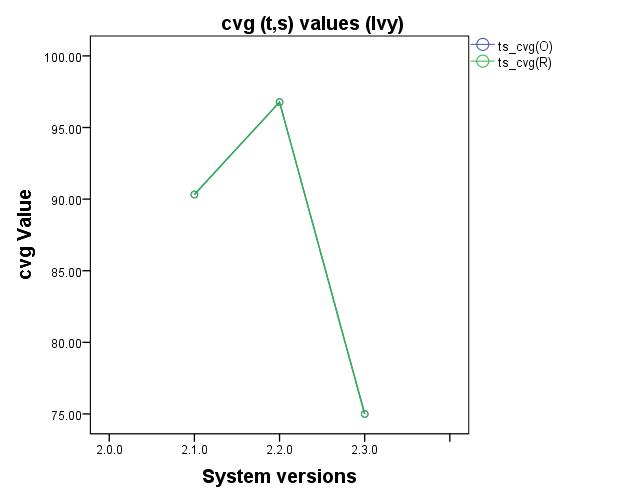 cvg (t,s) values (Ivy)
ts_cvg(O)
ts_cvg(R)
100.00
95.00
90.00
85.00
80.00
75.00
cvg Value
2.0.0
2.1.0
2.2.0
2.3.0
System versions